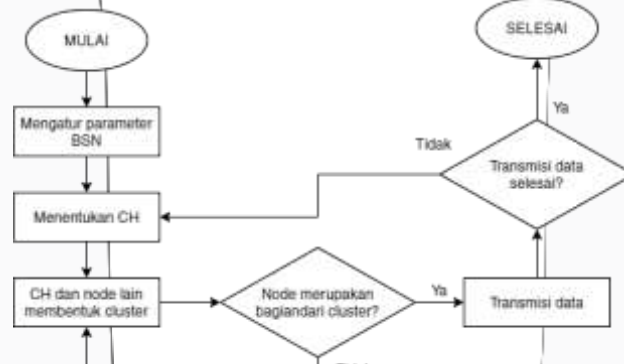 MULAI
SELESAI
Mengatur parameter
BSN
Ya
Tidak
Transmisi data
selesai?
Menentukan CH
CH dan node lain
membentuk cluster
Node merupakan
bagiandari cluster?
Ya
Transmisi data